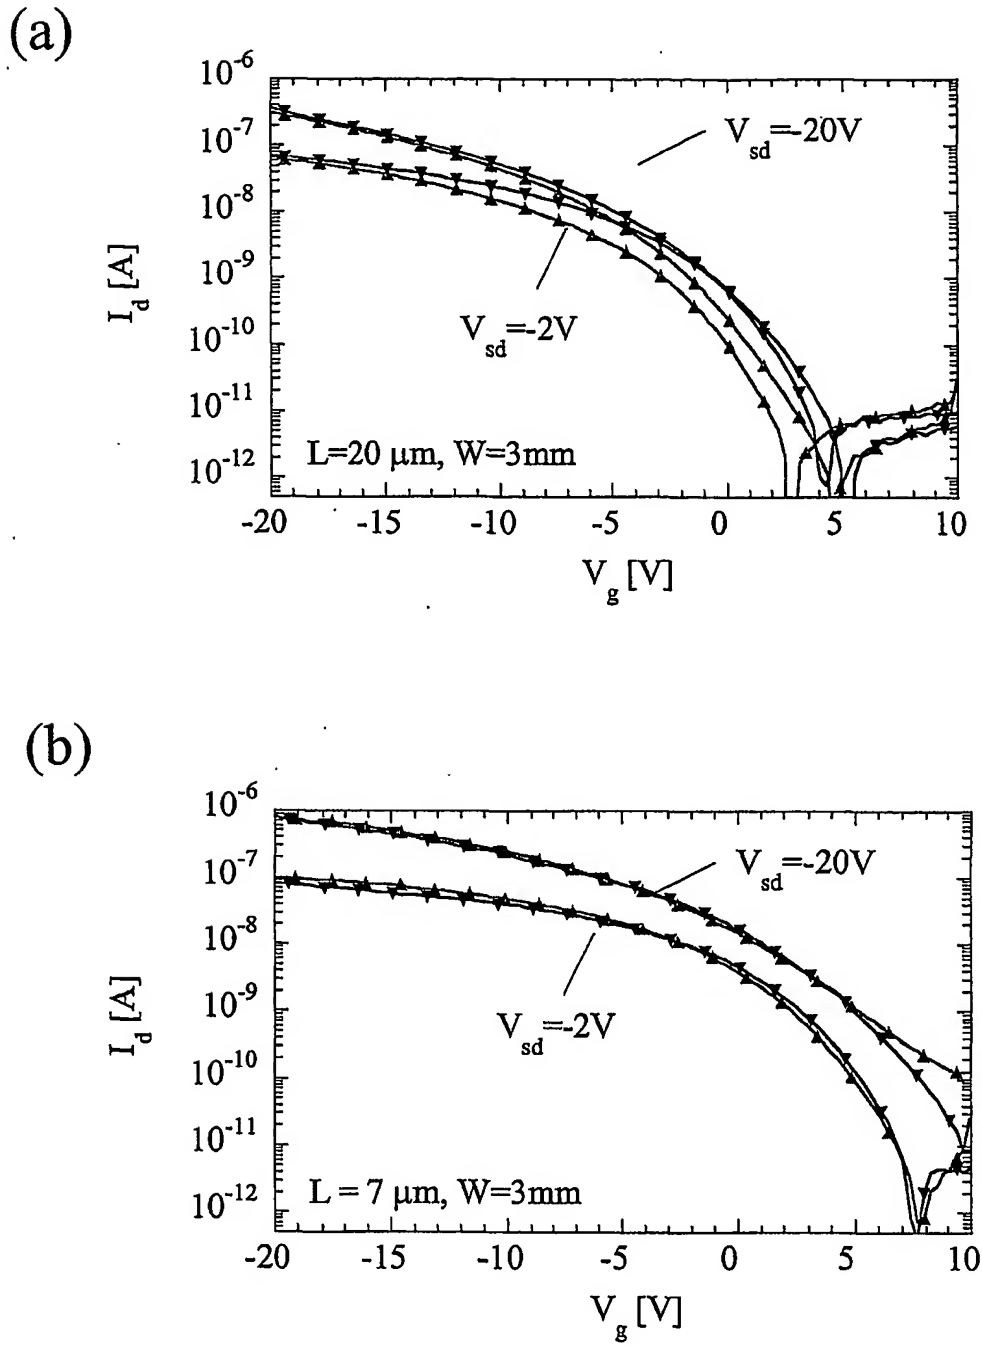 (a)
10⁻⁶
10⁻⁷
10⁻⁸
10⁻⁹
10⁻¹⁰
10⁻¹¹
10⁻¹²
I_d [A]
V_sd=-20V
V_sd=-2V
L=20 μm, W=3mm
-20 -15 -10 -5 0 5 10
V_g [V]
(b)
10⁻⁶
10⁻⁷
10⁻⁸
10⁻⁹
10⁻¹⁰
10⁻¹¹
10⁻¹²
I_d [A]
V_sd=-20V
V_sd=-2V
L = 7 μm, W=3mm
-20 -15 -10 -5 0 5 10
V_g [V]